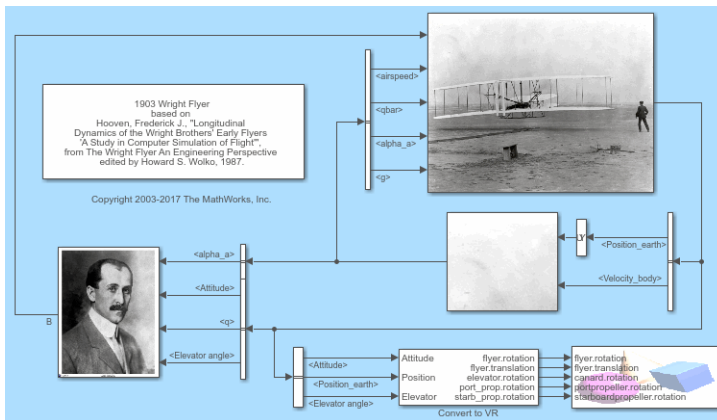 <airspeed>
<qbar>
<alpha_a>
<g>
1903 Wright Flyer
based on
Hooven, Frederick J., "Longitudinal
Dynamics of the Wright Brothers' Early Flyers
'A Study in Computer Simulation of Flight'",
from The Wright Flyer An Engineering Perspective
edited by Howard S. Wolko, 1987.
Copyright 2003-2017 The MathWorks, Inc.
<Position_earth>
<Velocity_body>
<alpha_a>
<Attitude>
<q>
<Elevator angle>
B
<Attitude>
<Position_earth>
<Elevator angle>
Attitude
Position
Elevator
flyer.rotation
flyer.translation
elevator.rotation
port_prop.rotation
starb_prop.rotation
Convert to VR
flyer.rotation
flyer.translation
canard.rotation
portpropeller.rotation
starboardpropeller.rotation